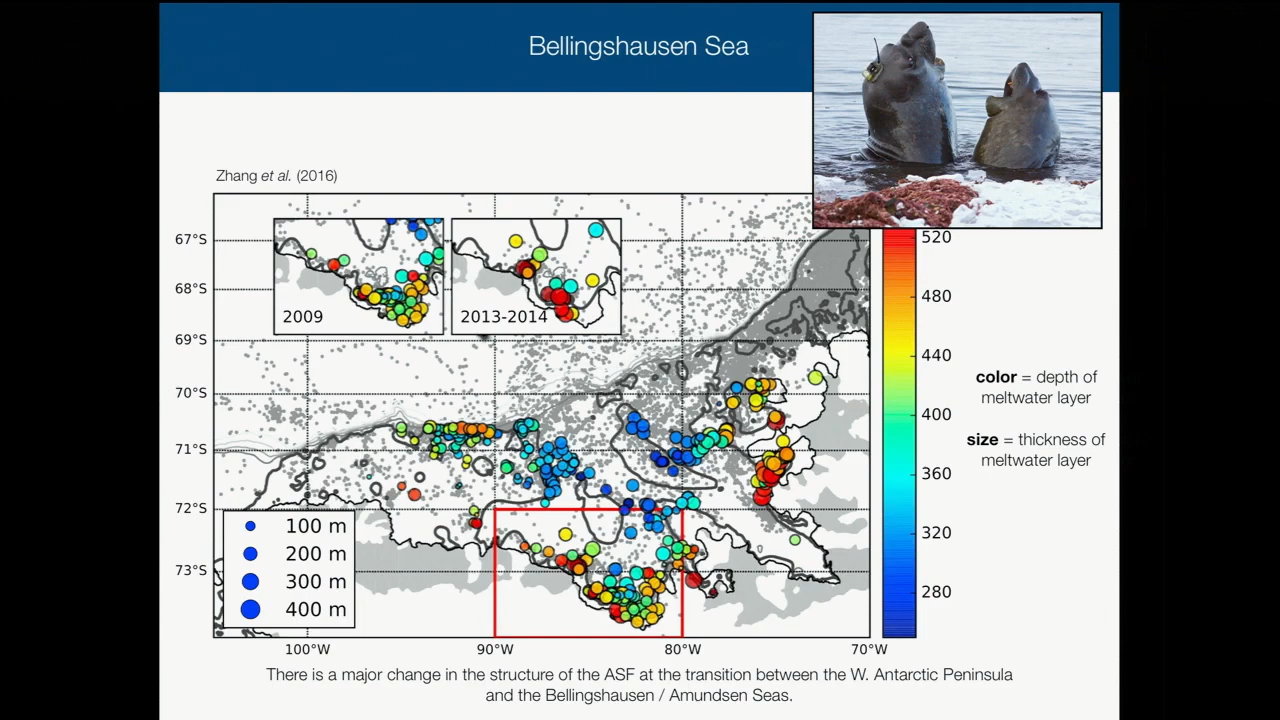 Bellingshausen Sea
Zhang et al. (2016)
67°S
68°S
69°S
70°S
71°S
72°S
73°S
2009
2013-2014
100 m
200 m
300 m
400 m
100°W
90°W
80°W
70°W
520
480
440
400
360
320
280
color = depth of
meltwater layer
size = thickness of
meltwater layer
There is a major change in the structure of the ASF at the transition between the W. Antarctic Peninsula
and the Bellingshausen / Amundsen Seas.